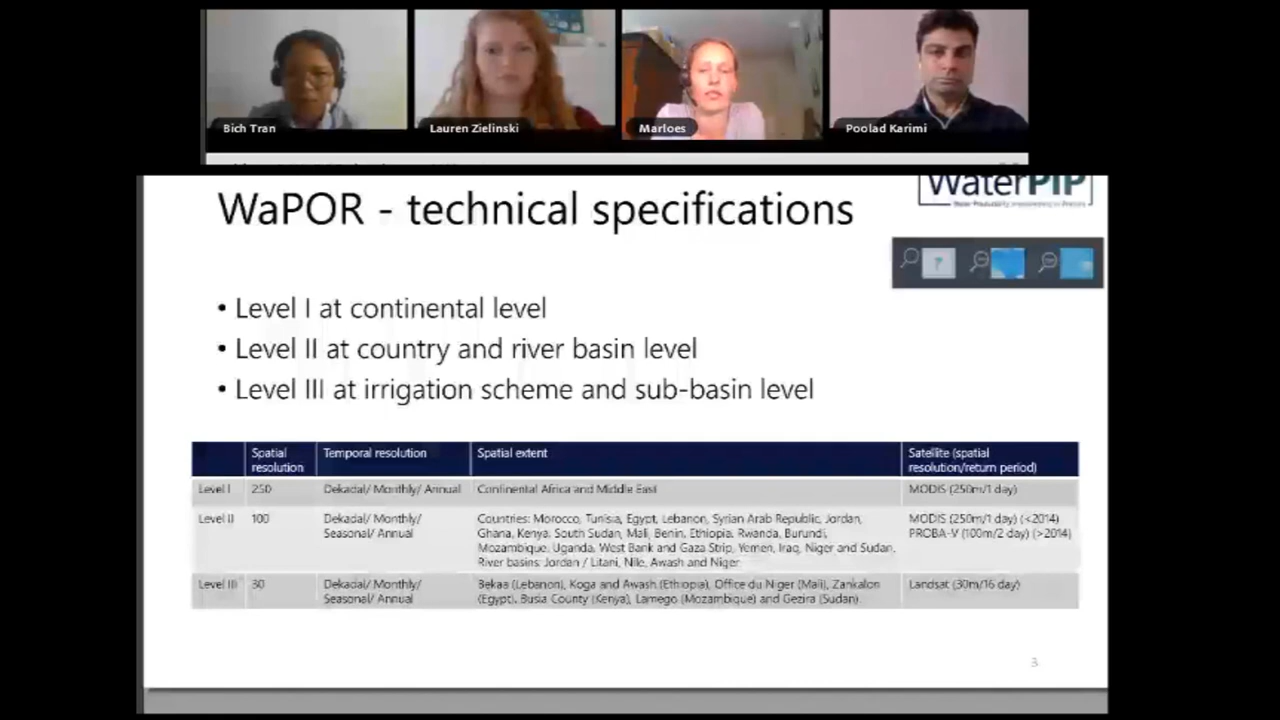 Bich Tran
Lauren Zielinski
Marloes
Poolad Karimi
WaterPIP
WaPOR - technical specifications
• Level I at continental level
• Level II at country and river basin level
• Level III at irrigation scheme and sub-basin level
Spatial resolution
Temporal resolution
Spatial extent
Satellite (spatial resolution/return period)
Level I
250
Dekadal/ Monthly/ Annual
Continental Africa and Middle East
MODIS (250m/1 day)
Level II
100
Dekadal/ Monthly/
Seasonal/ Annual
Countries: Morocco, Tunisia, Egypt, Lebanon, Syrian Arab Republic, Jordan,
Ghana, Kenya, South Sudan, Mali, Benin, Ethiopia, Rwanda, Burundi,
Mozambique, Uganda, West Bank and Gaza Strip, Yemen, Iraq, Niger and Sudan.
River basins: Jordan / Litani, Nile, Awash and Niger
MODIS (250m/1 day) (<2014)
PROBA-V (100m/2 day) (>2014)
Level III
30
Dekadal/ Monthly/
Seasonal/ Annual
Bekaa (Lebanon), Koga and Awash (Ethiopia), Office du Niger (Mali), Zankalon
(Egypt), Busia County (Kenya), Lamego (Mozambique) and Gezira (Sudan).
Landsat (30m/16 day)
3